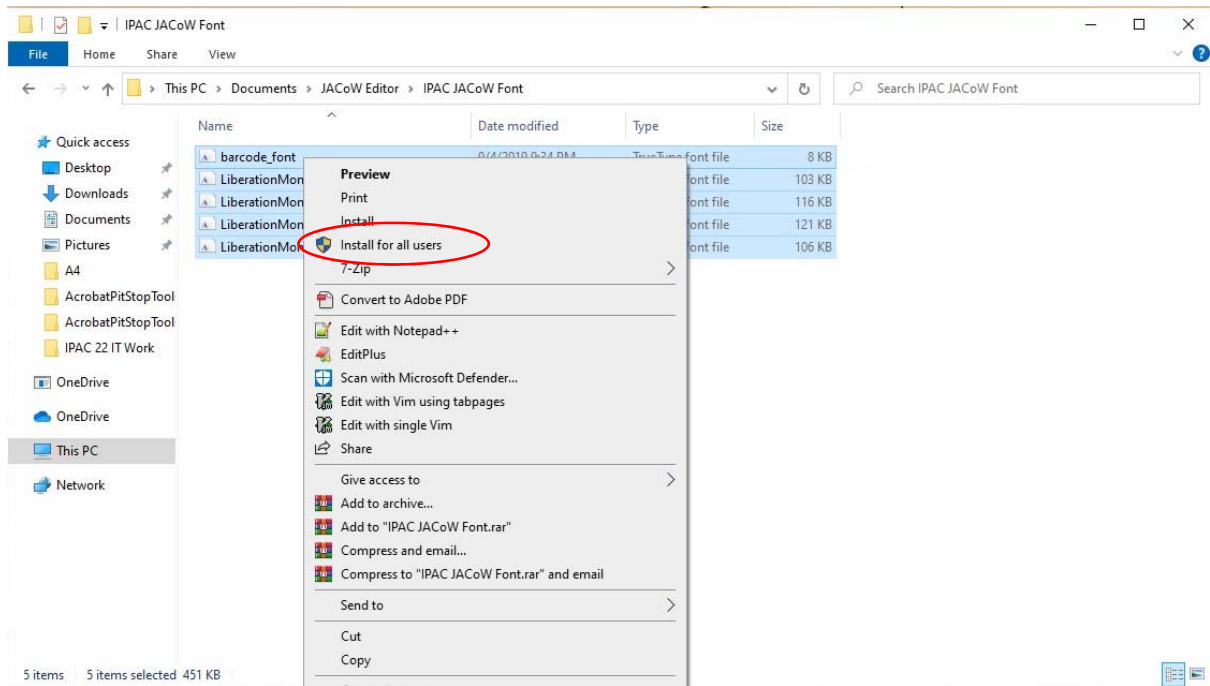 IPAC JACoW Font
File Home Share View
This PC > Documents > JACoW Editor > IPAC JACoW Font
Search IPAC JACoW Font
Name Date modified Type Size
Quick access
Desktop
Downloads
Documents
Pictures
A4
AcrobatPitStopTool
AcrobatPitStopTool
IPAC 22 IT Work
OneDrive
OneDrive
This PC
Network
barcode_font 9/4/2019 9:34 PM TrueType font file 8 KB
LiberationMon font file 103 KB
LiberationMon font file 116 KB
LiberationMon font file 121 KB
LiberationMon font file 106 KB
Preview
Print
Install
Install for all users
7-Zip
Convert to Adobe PDF
Edit with Notepad++
EditPlus
Scan with Microsoft Defender...
Edit with Vim using tabpages
Edit with single Vim
Share
Give access to
Add to archive...
Add to "IPAC JACoW Font.rar"
Compress and email...
Compress to "IPAC JACoW Font.rar" and email
Send to
Cut
Copy
5 items 5 items selected 451 KB